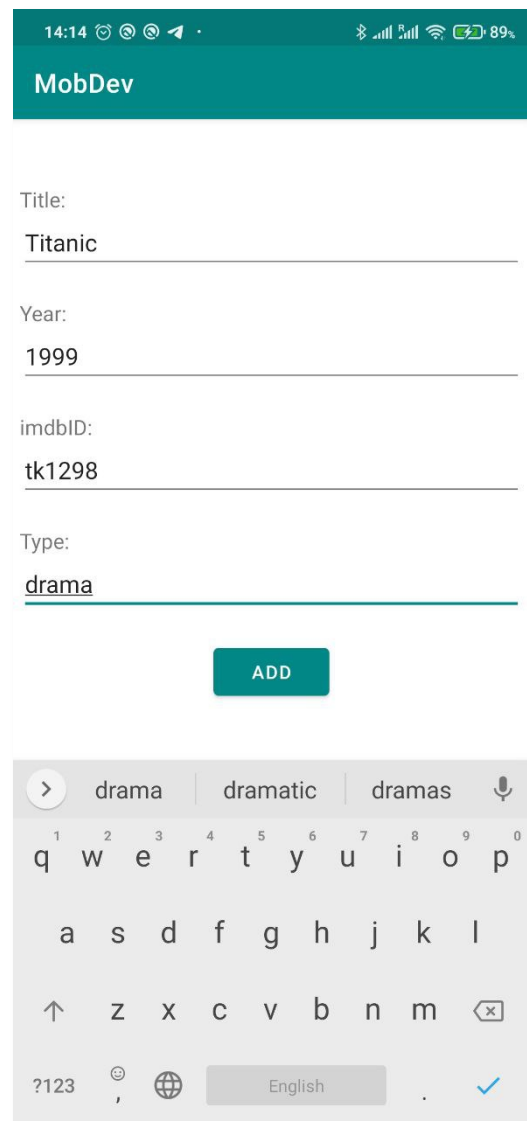 14:14 89%
MobDev
Title:
Titanic
Year:
1999
imdbID:
tk1298
Type:
drama
ADD
drama dramatic dramas
1 2 3 4 5 6 7 8 9 0
q w e r t y u i o p
a s d f g h j k l
z x c v b n m
?123 , English .